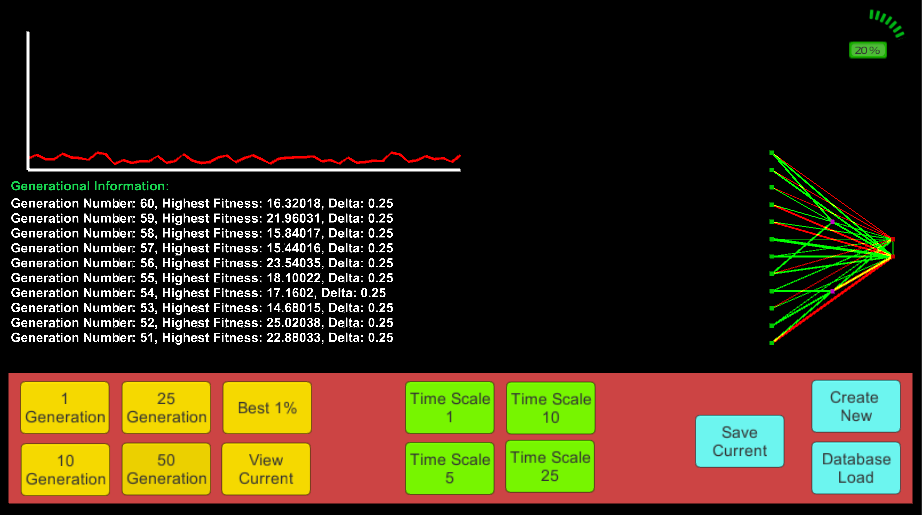 20%
Generational Information:
Generation Number: 60, Highest Fitness: 16.32018, Delta: 0.25
Generation Number: 59, Highest Fitness: 21.96031, Delta: 0.25
Generation Number: 58, Highest Fitness: 15.84017, Delta: 0.25
Generation Number: 57, Highest Fitness: 15.44016, Delta: 0.25
Generation Number: 56, Highest Fitness: 23.54035, Delta: 0.25
Generation Number: 55, Highest Fitness: 18.10022, Delta: 0.25
Generation Number: 54, Highest Fitness: 17.1602, Delta: 0.25
Generation Number: 53, Highest Fitness: 14.68015, Delta: 0.25
Generation Number: 52, Highest Fitness: 25.02038, Delta: 0.25
Generation Number: 51, Highest Fitness: 22.88033, Delta: 0.25
1
Generation
25
Generation
Best 1%
10
Generation
50
Generation
View
Current
Time Scale
1
Time Scale
10
Time Scale
5
Time Scale
25
Save
Current
Create
New
Database
Load